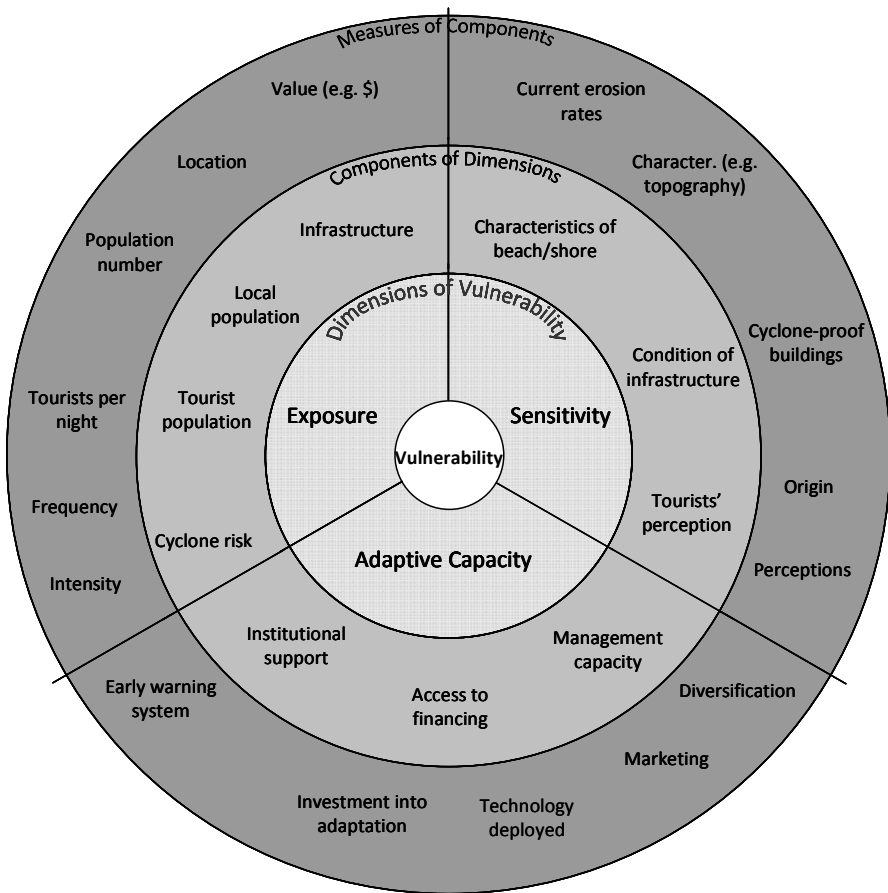 Measures of Components
Value (e.g. $)
Current erosion
rates
Location
Character. (e.g.
topography)
Components of Dimensions
Population
number
Infrastructure
Characteristics of
beach/shore
Local
population
Dimensions of Vulnerability
Cyclone-proof
buildings
Condition of
infrastructure
Tourists per
night
Tourist
population
Exposure
Sensitivity
Vulnerability
Origin
Frequency
Tourists’
perception
Cyclone risk
Adaptive Capacity
Intensity
Perceptions
Institutional
support
Management
capacity
Early warning
system
Access to
financing
Diversification
Marketing
Investment into
adaptation
Technology
deployed